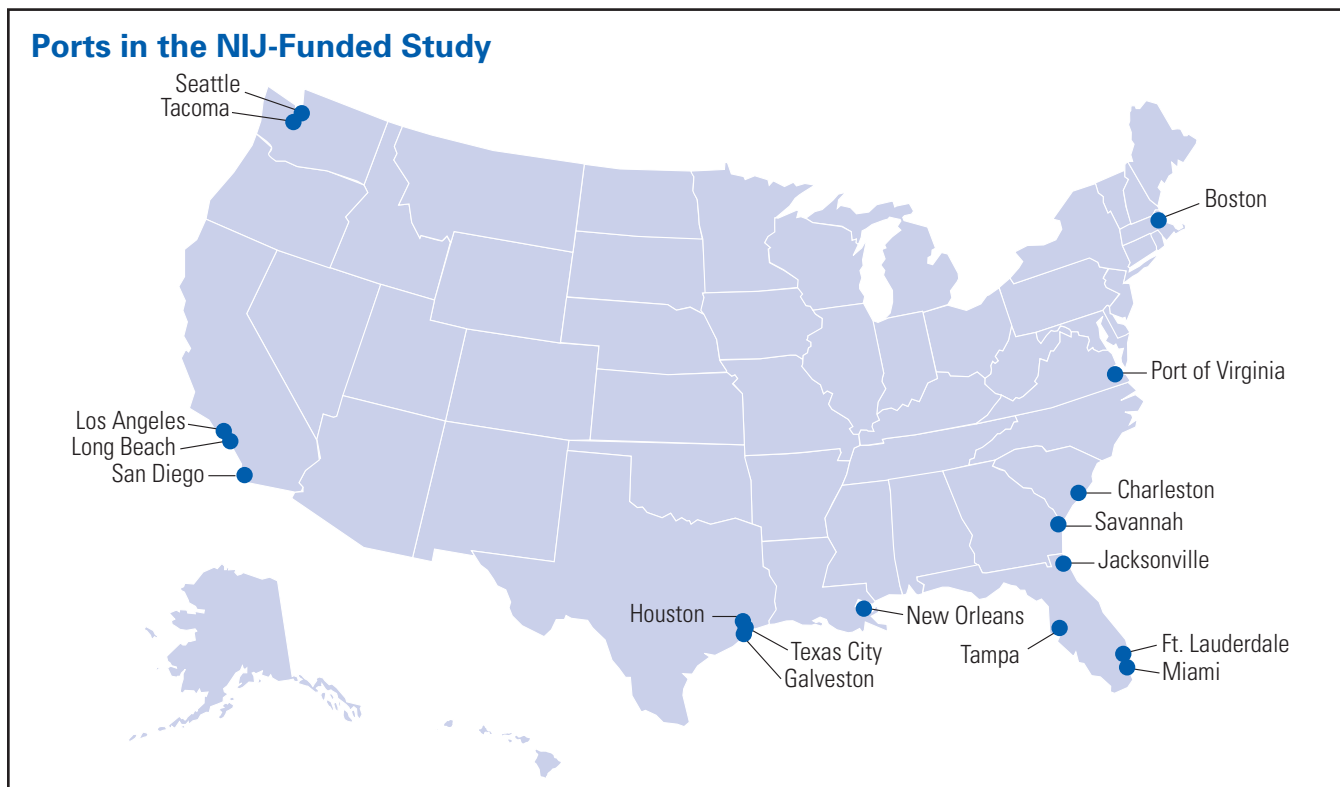 Ports in the NIJ-Funded Study
Seattle
Tacoma
Boston
Port of Virginia
Los Angeles
Long Beach
San Diego
Charleston
Savannah
Jacksonville
Houston
New Orleans
Texas City
Galveston
Tampa
Ft. Lauderdale
Miami